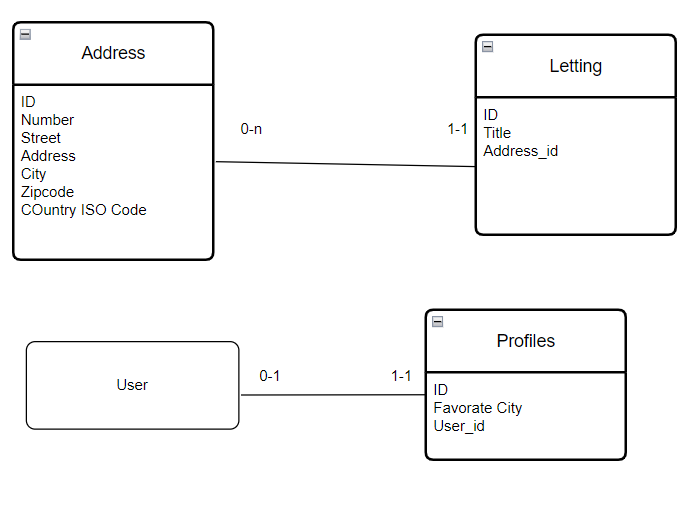 Address
ID
Number
Street
Address
City
Zipcode
COuntry ISO Code
0-n
1-1
Letting
ID
Title
Address_id
User
0-1
1-1
Profiles
ID
Favorate City
User_id